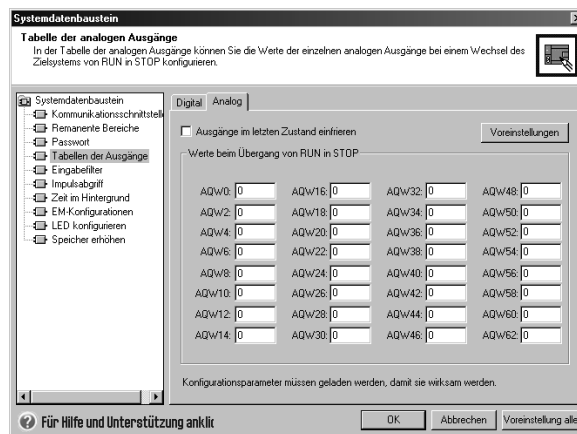 Systemdatenbaustein
Tabelle der analogen Ausgänge
In der Tabelle der analogen Ausgänge können Sie die Werte der einzelnen analogen Ausgänge bei einem Wechsel des
Zielsystems von RUN in STOP konfigurieren.
Systemdatenbaustein
Kommunikationsschnittstell
Remanente Bereiche
Passwort
Tabellen der Ausgänge
Eingabefilter
Impulsabgriff
Zeit im Hintergrund
EM-Konfigurationen
LED konfigurieren
Speicher erhöhen
Digital Analog
Ausgänge im letzten Zustand einfrieren
Voreinstellungen
Werte beim Übergang von RUN in STOP
AQW0: 0 AQW16: 0 AQW32: 0 AQW48: 0
AQW2: 0 AQW18: 0 AQW34: 0 AQW50: 0
AQW4: 0 AQW20: 0 AQW36: 0 AQW52: 0
AQW6: 0 AQW22: 0 AQW38: 0 AQW54: 0
AQW8: 0 AQW24: 0 AQW40: 0 AQW56: 0
AQW10: 0 AQW26: 0 AQW42: 0 AQW58: 0
AQW12: 0 AQW28: 0 AQW44: 0 AQW60: 0
AQW14: 0 AQW30: 0 AQW46: 0 AQW62: 0
Konfigurationsparameter müssen geladen werden, damit sie wirksam werden.
Für Hilfe und Unterstützung anklic
OK Abbrechen Voreinstellung alle